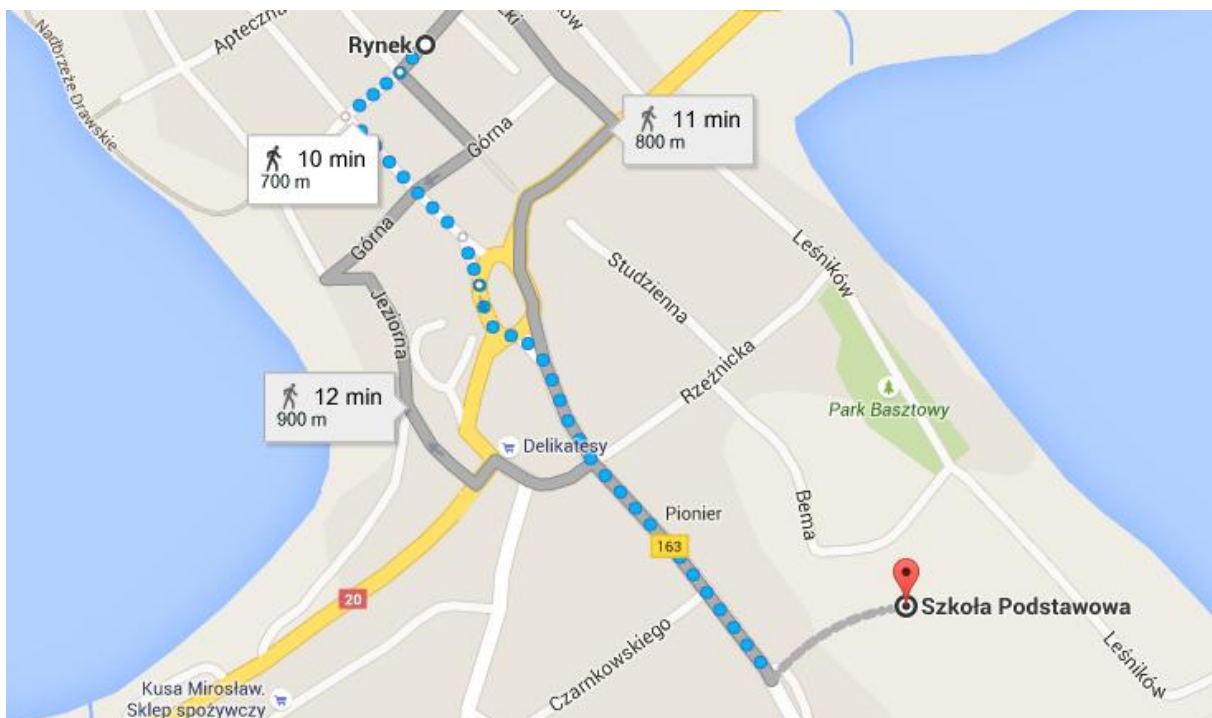 Apteczna
Rynek
Nadbrzeże Drawskie
11 min
800 m
Górna
10 min
700 m
Górna
Leśników
Studzienna
Jeziorna
Rzeźnicka
12 min
900 m
Park Basztowy
Delikatesy
Bema
Pionier
163
20
Szkoła Podstawowa
Czarnkowskiego
Leśników
Kusa Mirosław.
Sklep spożywczy